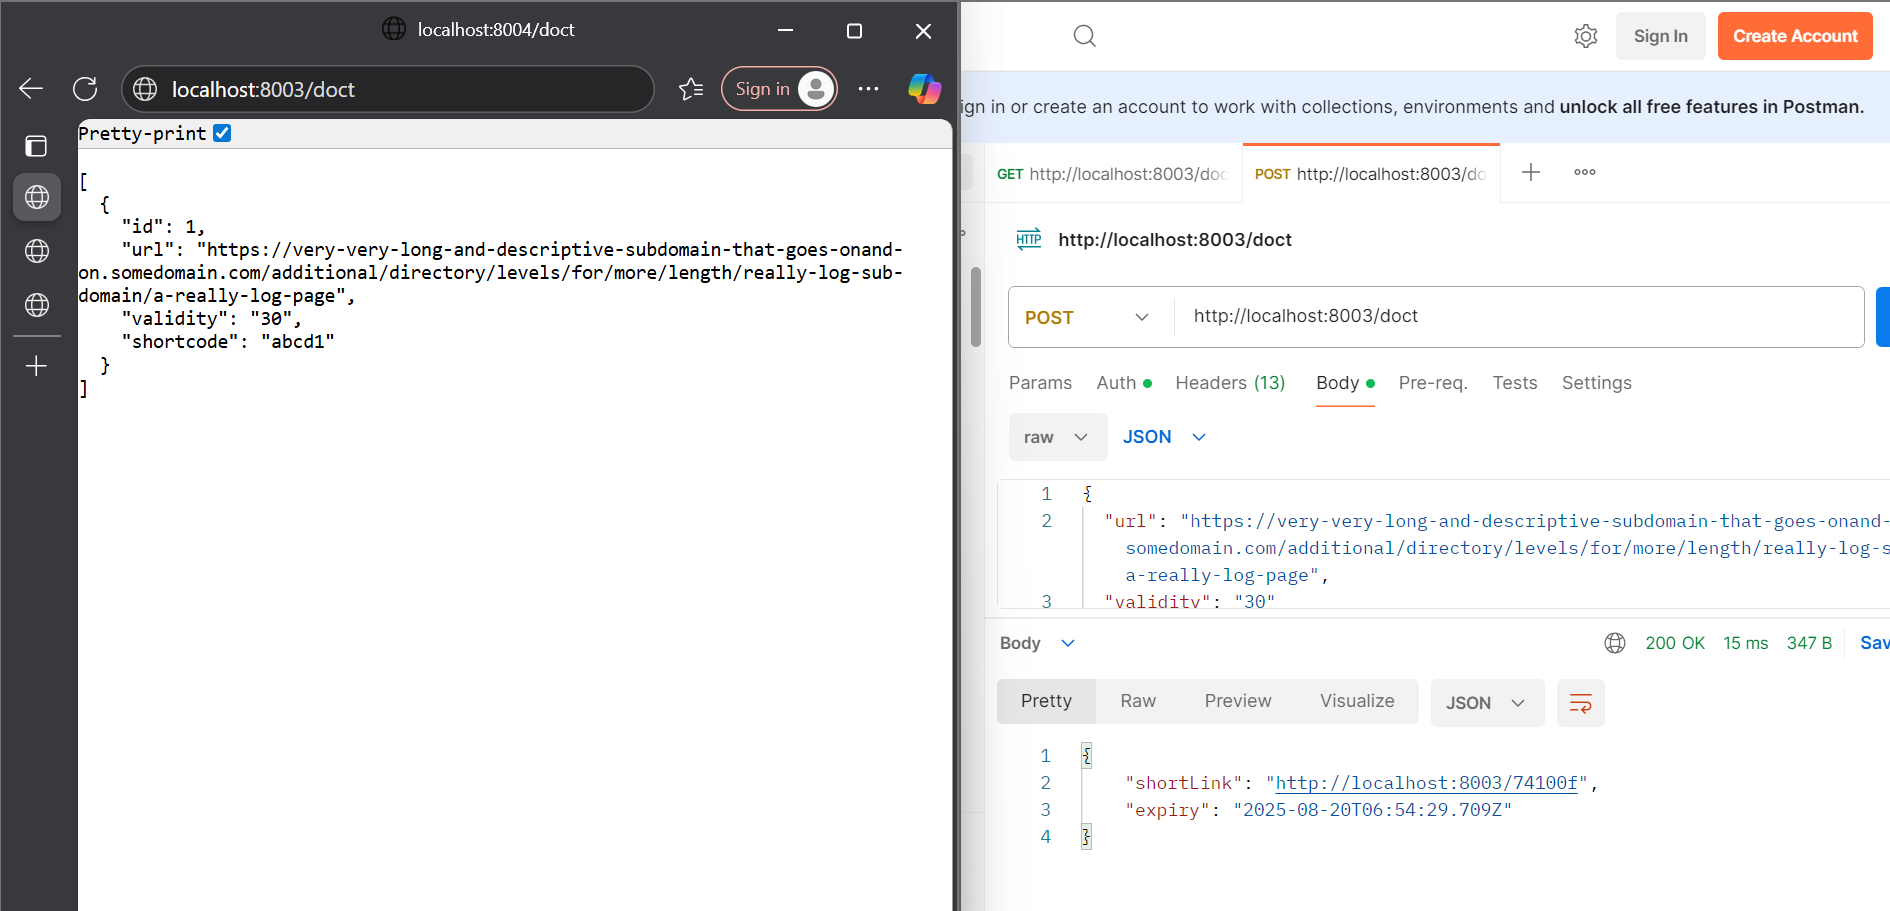 localhost:8004/doct
localhost:8003/doct
Sign in
Pretty-print
[
{
"id": 1,
"url": "https://very-very-long-and-descriptive-subdomain-that-goes-onand-
on.somedomain.com/additional/directory/levels/for/more/length/really-log-sub-
domain/a-really-log-page",
"validity": "30",
"shortcode": "abcd1"
}
]
Sign In
Create Account
ign in or create an account to work with collections, environments and unlock all free features in Postman.
GET http://localhost:8003/doc
POST http://localhost:8003/do
HTTP http://localhost:8003/doct
POST http://localhost:8003/doct
Params Auth Headers (13) Body Pre-req. Tests Settings
raw JSON
1 {
2 "url": "https://very-very-long-and-descriptive-subdomain-that-goes-onand-
somedomain.com/additional/directory/levels/for/more/length/really-log-s
a-really-log-page",
3 "validity": "30"
Body 200 OK 15 ms 347 B Sav
Pretty Raw Preview Visualize JSON
1 {
2 "shortLink": "http://localhost:8003/74100f",
3 "expiry": "2025-08-20T06:54:29.709Z"
4 }